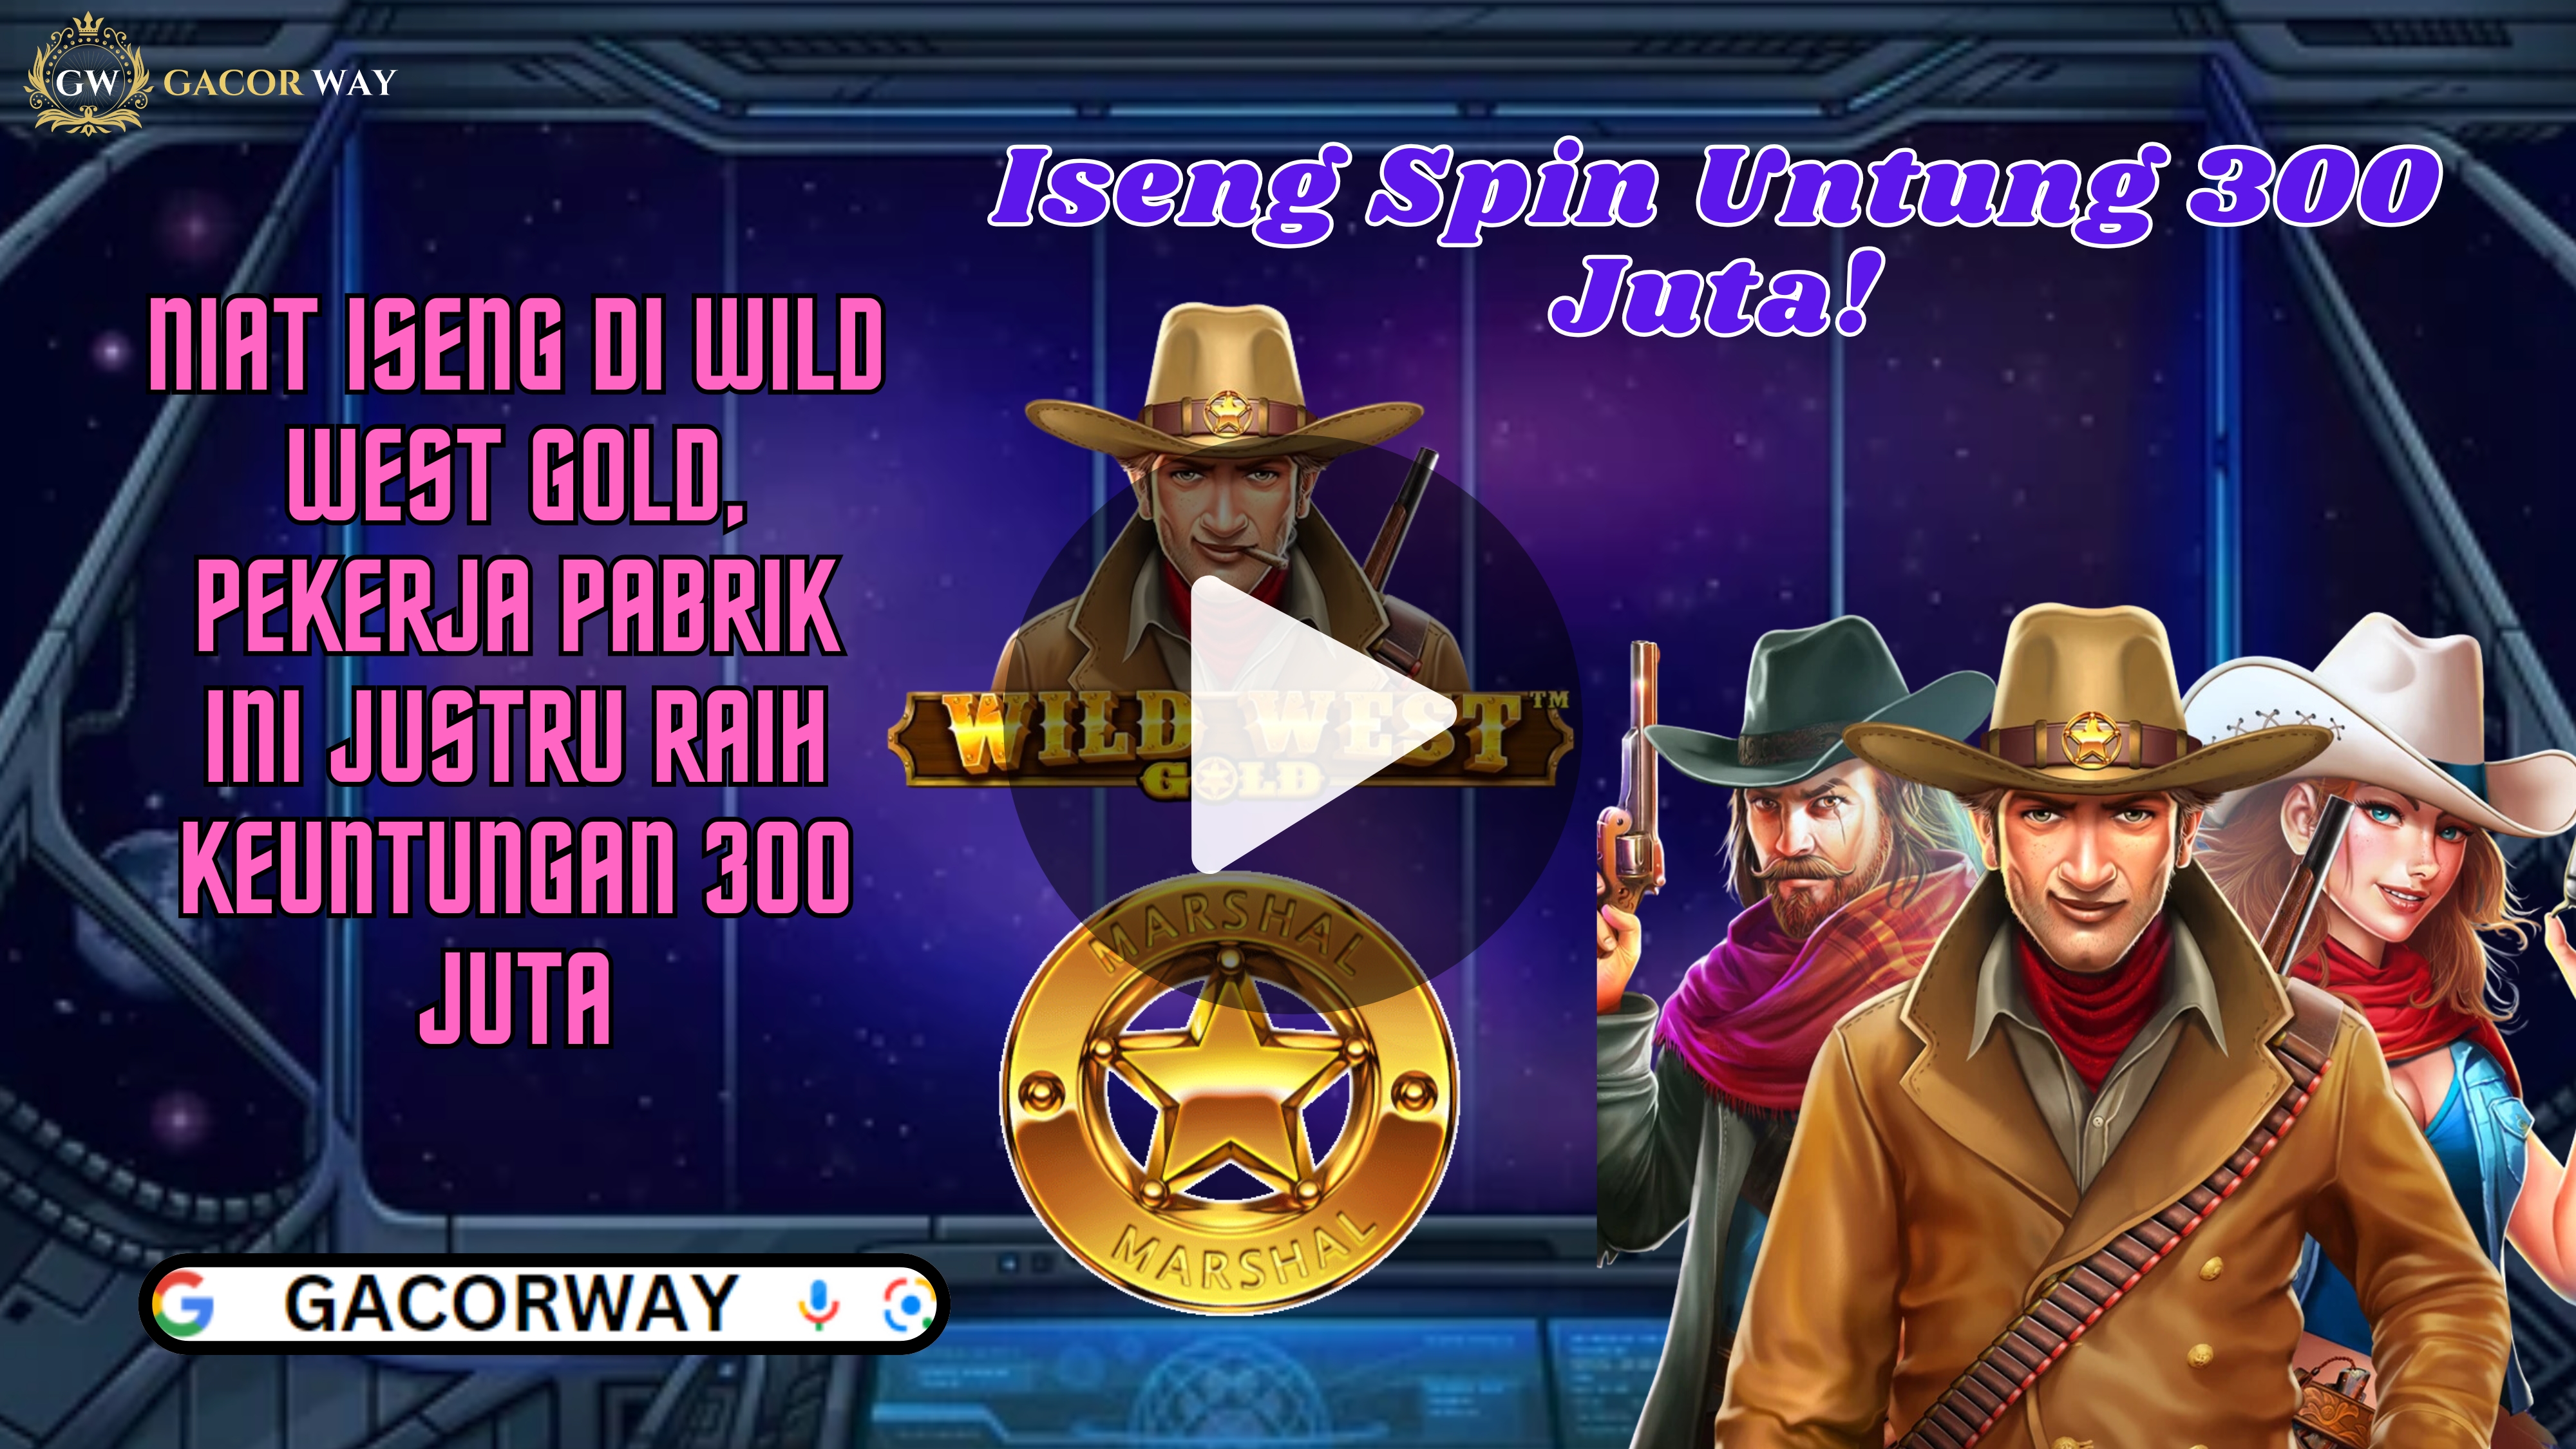 GW GACOR WAY
Iseng Spin Untung 300
Juta!
NIAT ISENG DI WILD
WEST GOLD,
PEKERJA PABRIK
INI JUSTRU RAIH
KEUNTUNGAN 300
JUTA
WILD WEST™
GOLD
MARSHAL
MARSHAL
G GACORWAY